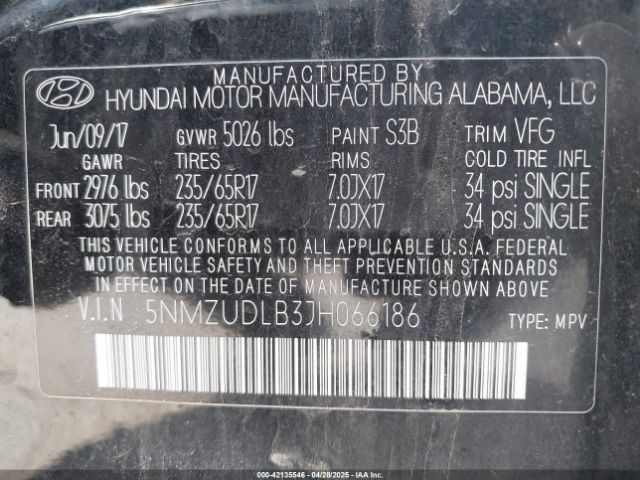 MANUFACTURED BY
HYUNDAI MOTOR MANUFACTURING ALABAMA, LLC
Jun/09/17 GVWR 5026 lbs PAINT S3B TRIM VFG
GAWR TIRES RIMS COLD TIRE INFL
FRONT 2976 lbs 235/65R17 7.0JX17 34 psi SINGLE
REAR 3075 lbs 235/65R17 7.0JX17 34 psi SINGLE
THIS VEHICLE CONFORMS TO ALL APPLICABLE U.S.A. FEDERAL
MOTOR VEHICLE SAFETY AND THEFT PREVENTION STANDARDS
IN EFFECT ON THE DATE OF MANUFACTURE SHOWN ABOVE.
V.I.N 5NMZUDLB3JH066186 TYPE: MPV
000-42135546 - 04/28/2025 - IAAI, INC.